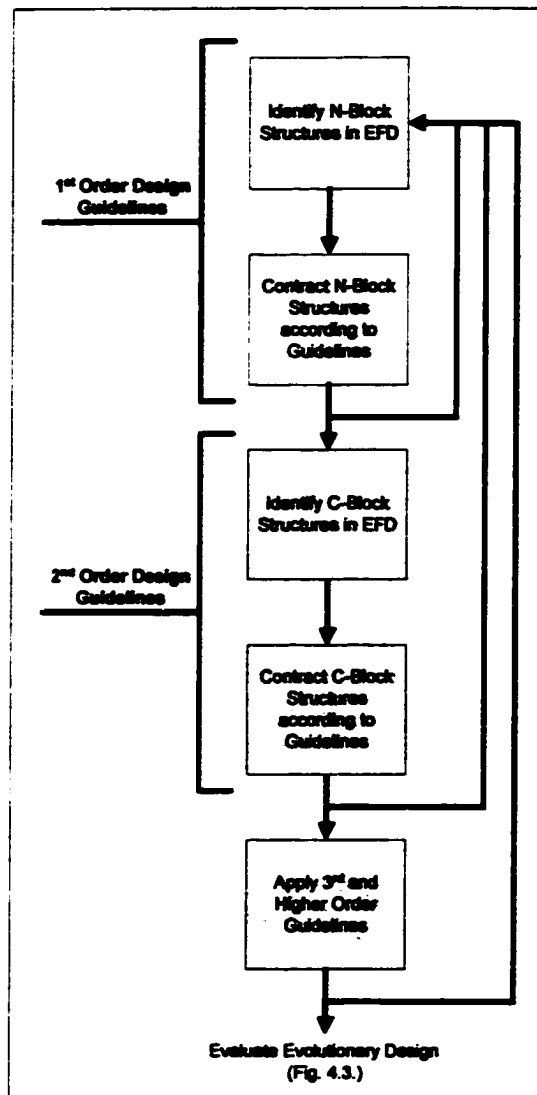 Identify N-Block
Structures in EFD
1st Order Design
Guidelines
Contract N-Block
Structures
according to
Guidelines
Identify C-Block
Structures in EFD
2nd Order Design
Guidelines
Contract C-Block
Structures
according to
Guidelines
Apply 3rd and
Higher Order
Guidelines
Evaluate Evolutionary Design
(Fig. 4.3.)